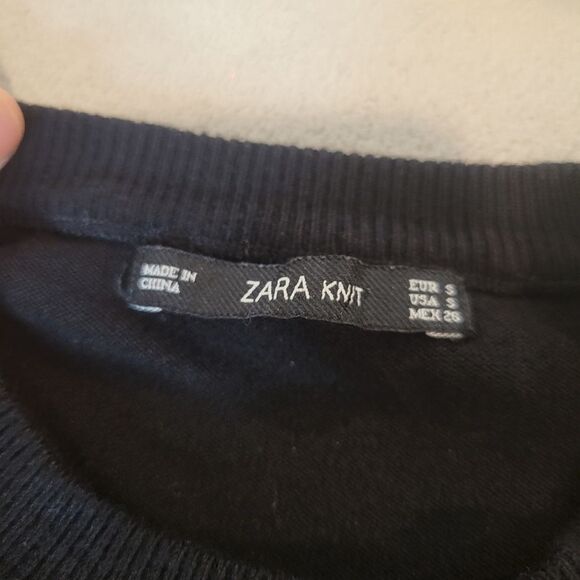 MADE IN
CHINA
ZARA KNIT
EUR S
USA S
MEX 26